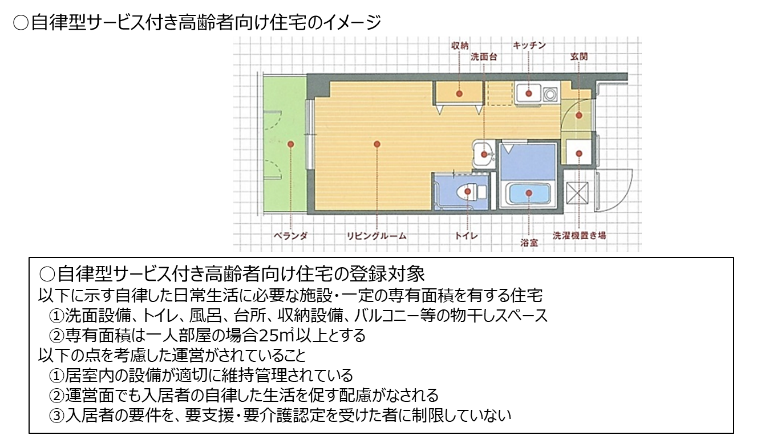 ○自律型サービス付き高齢者向け住宅のイメージ
収納
洗面台
キッチン
玄関
ベランダ
リビングルーム
トイレ
浴室
洗濯機置き場
○自律型サービス付き高齢者向け住宅の登録対象
以下に示す自律した日常生活に必要な施設・一定の専有面積を有する住宅
①洗面設備、トイレ、風呂、台所、収納設備、バルコニー等の物干しスペース
②専有面積は一人部屋の場合25㎡以上とする
以下の点を考慮した運営がされていること
①居室内の設備が適切に維持管理されている
②運営面でも入居者の自律した生活を促す配慮がなされる
③入居者の要件を、要支援・要介護認定を受けた者に制限していない